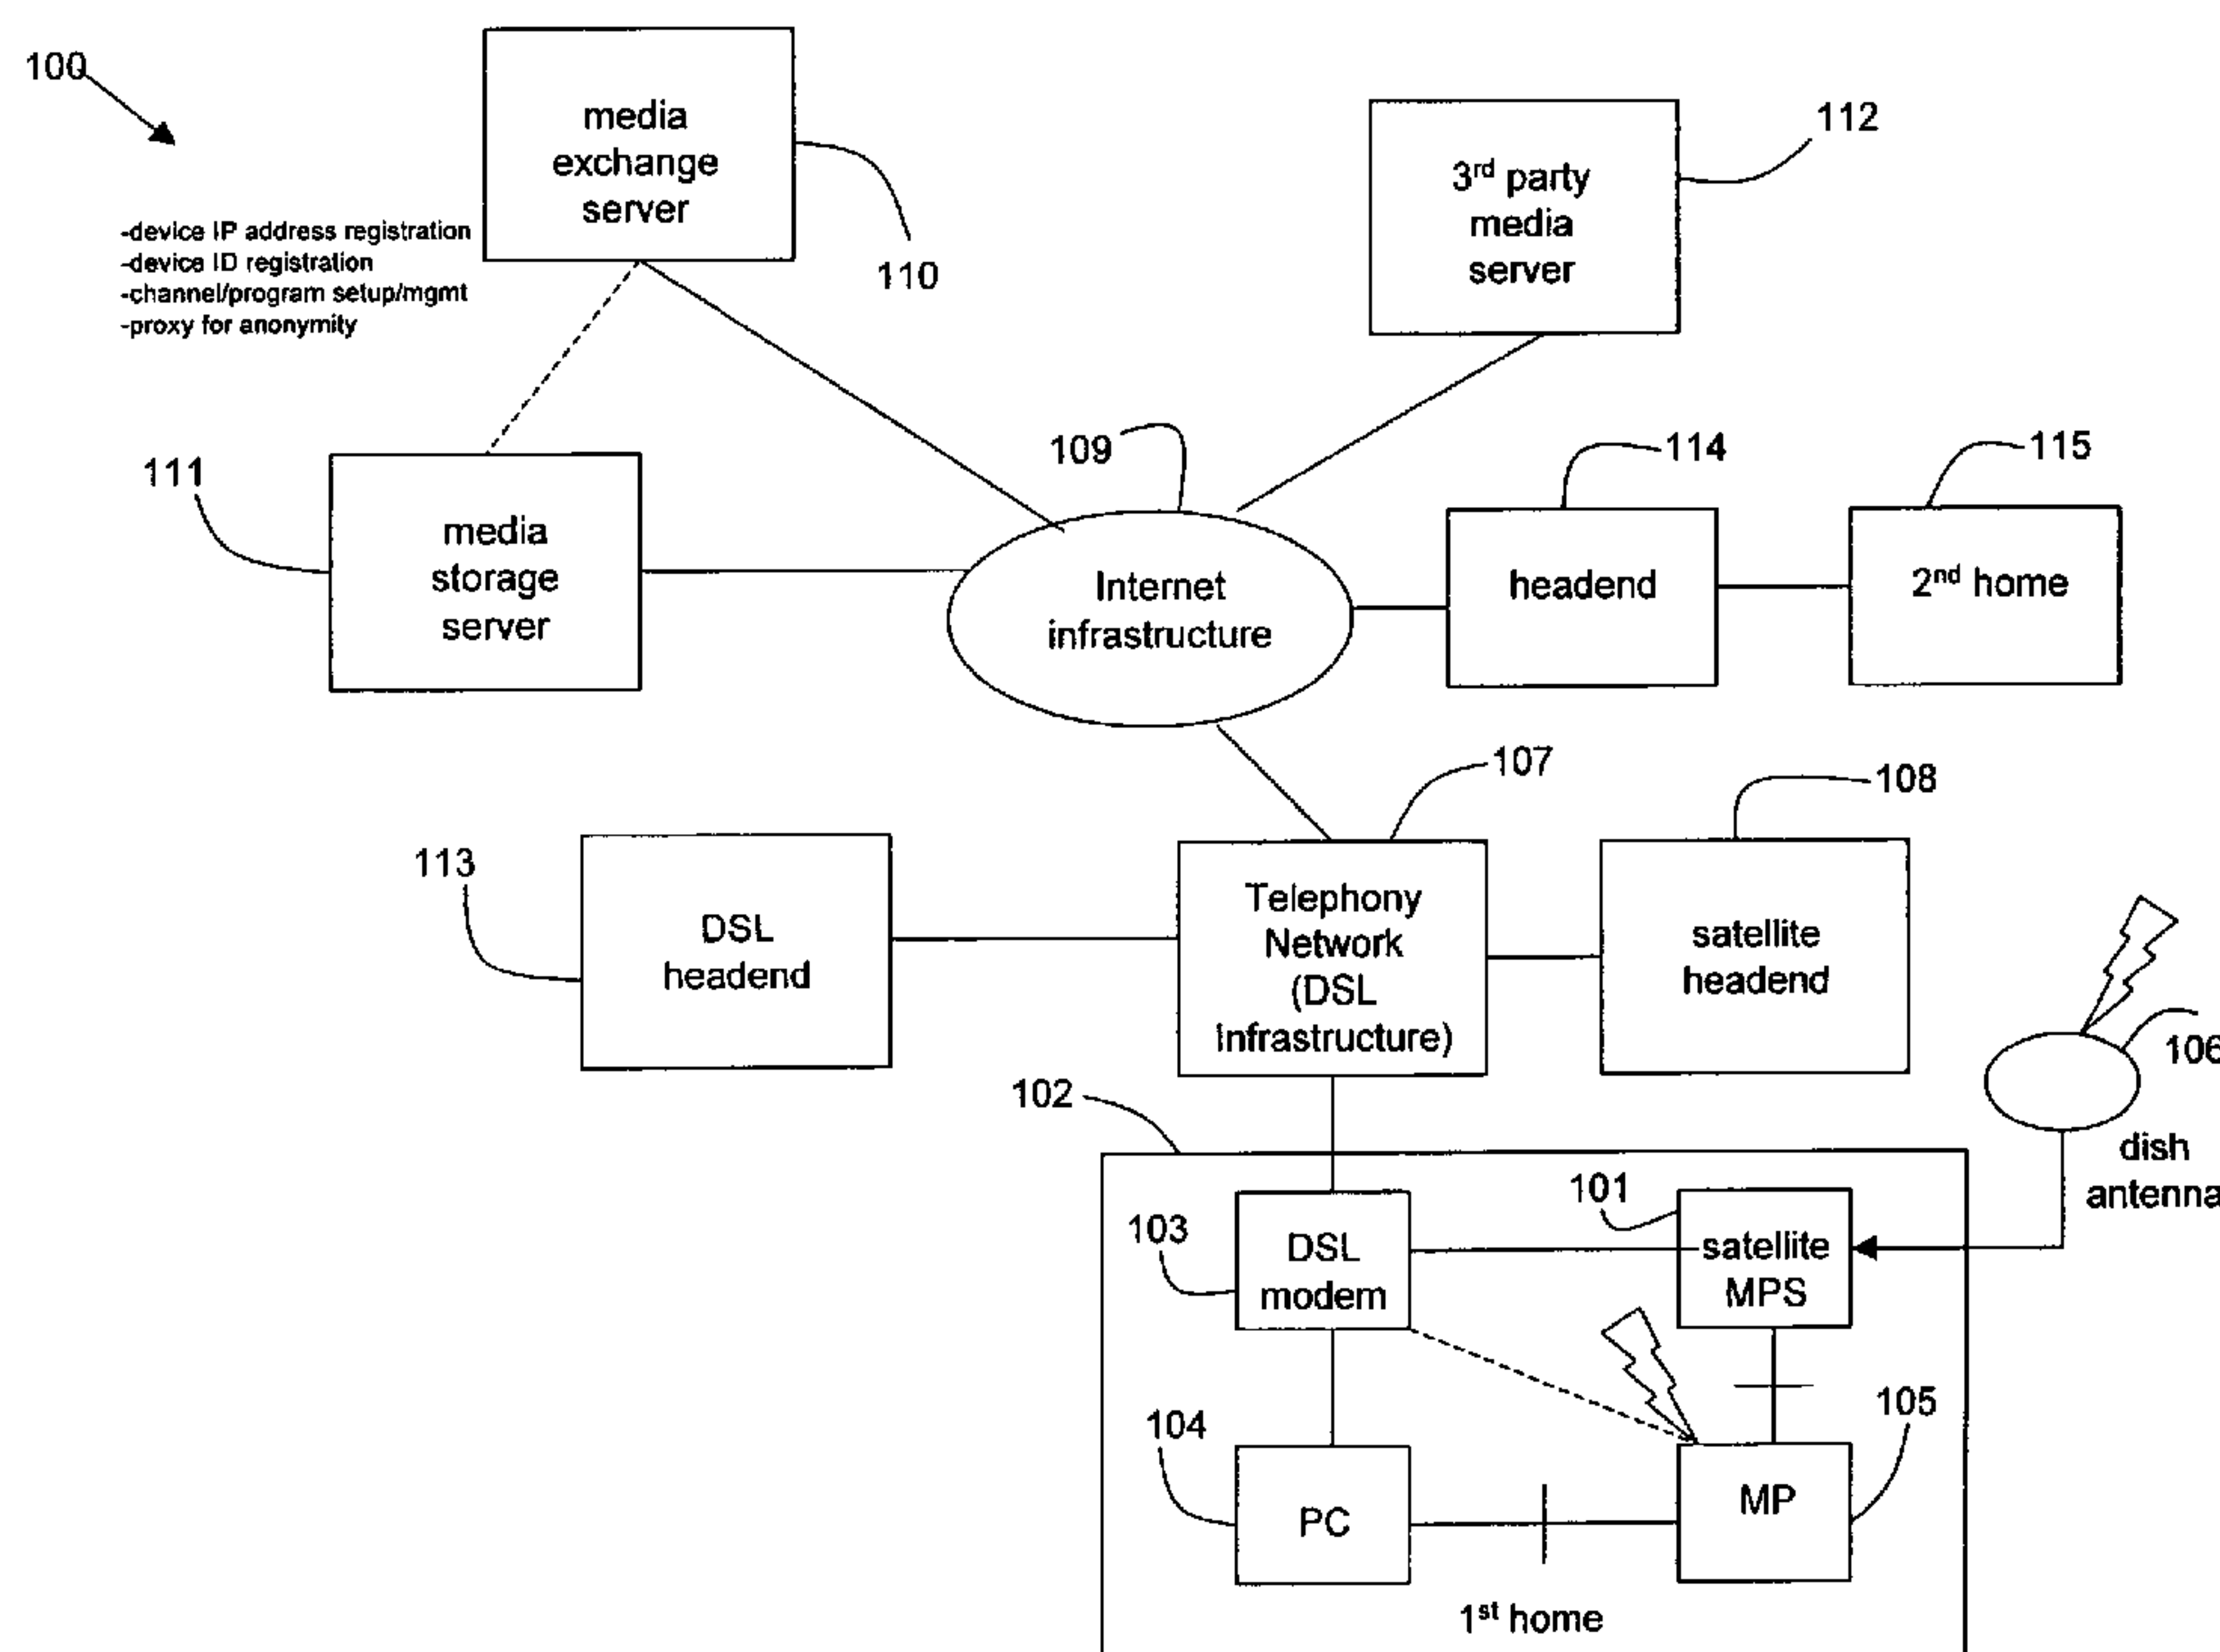 100
media
exchange
server
110
-device IP address registration
-device ID registration
-channel/program setup/mgmt
-proxy for anonymity
3rd party
media
server
112
111
media
storage
server
109
Internet
infrastructure
114
headend
115
2nd home
107
108
113
DSL
headend
Telephony
Network
(DSL
Infrastructure)
satellite
headend
106
dish
antenna
102
101
103
DSL
modem
satellite
MPS
104
PC
105
MP
1st home